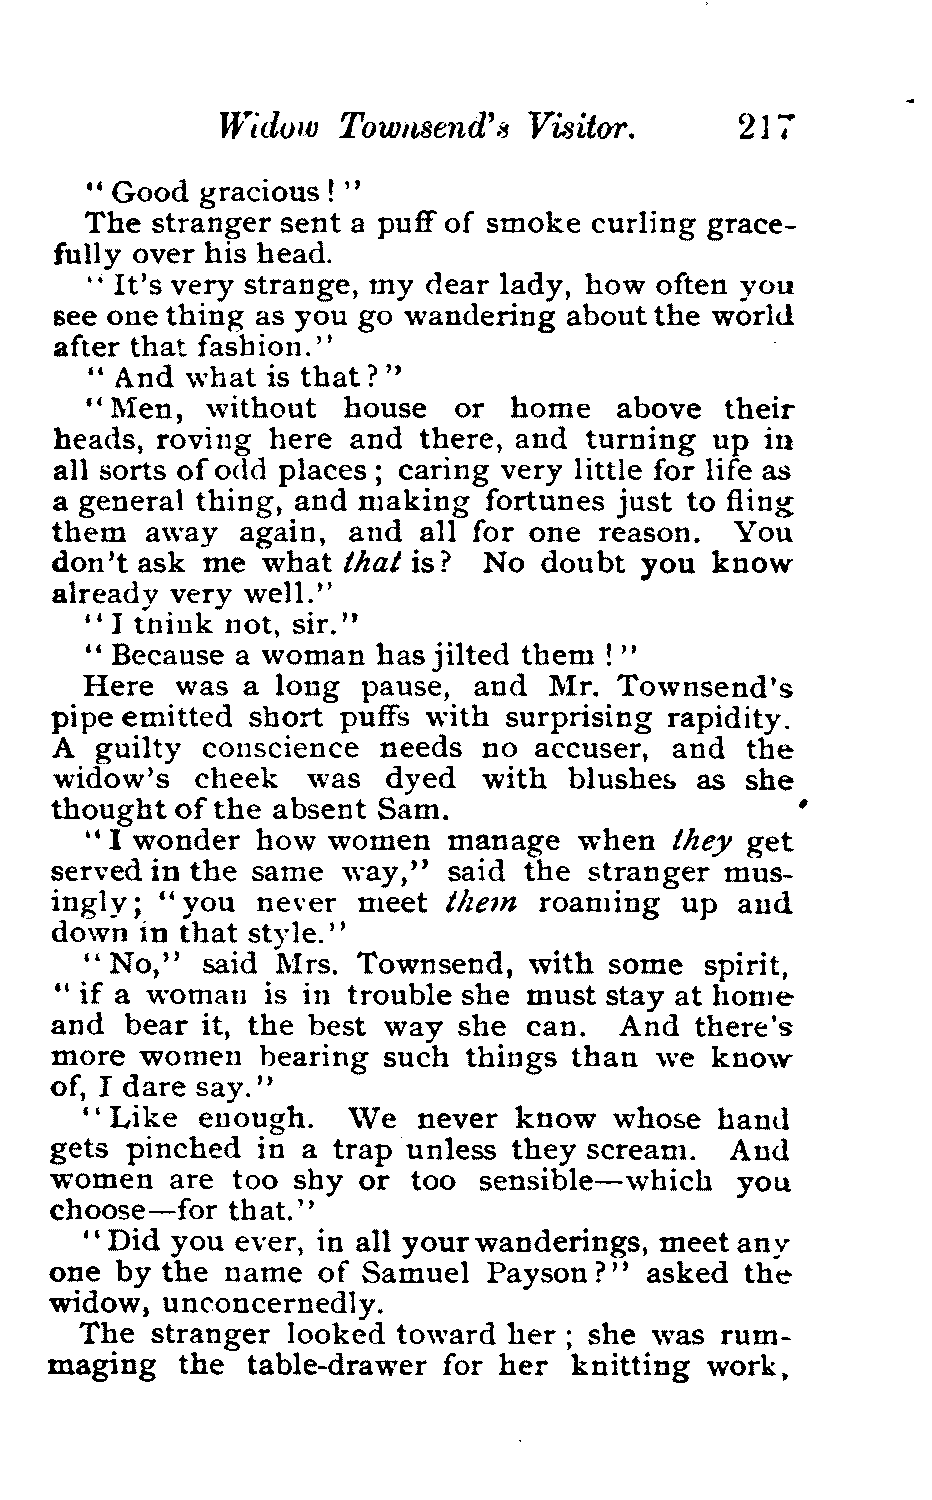 Widow Townsend's Visitor. 217
" Good gracious ! "
The stranger sent a puff of smoke curling grace-
fully over his head.
" It's very strange, my dear lady, how often you
see one thing as you go wandering about the world
after that fashion."
" And what is that ? "
" Men, without house or home above their
heads, roving here and there, and turning up in
all sorts of odd places ; caring very little for life as
a general thing, and making fortunes just to fling
them away again, and all for one reason. You
don't ask me what that is? No doubt you know
already very well."
" I tnink not, sir."
" Because a woman has jilted them ! "
Here was a long pause, and Mr. Townsend's
pipe emitted short puffs with surprising rapidity.
A guilty conscience needs no accuser, and the
widow's cheek was dyed with blushes as she
thought of the absent Sam.
" I wonder how women manage when they get
served in the same way," said the stranger mus-
ingly; "you never meet them roaming up and
down in that style."
" No," said Mrs. Townsend, with some spirit,
" if a woman is in trouble she must stay at home
and bear it, the best way she can. And there's
more women bearing such things than we know
of, I dare say."
" Like enough. We never know whose hand
gets pinched in a trap unless they scream. And
women are too shy or too sensible—which you
choose—for that."
" Did you ever, in all your wanderings, meet any
one by the name of Samuel Payson?" asked the
widow, unconcernedly.
The stranger looked toward her ; she was rum-
maging the table-drawer for her knitting work,